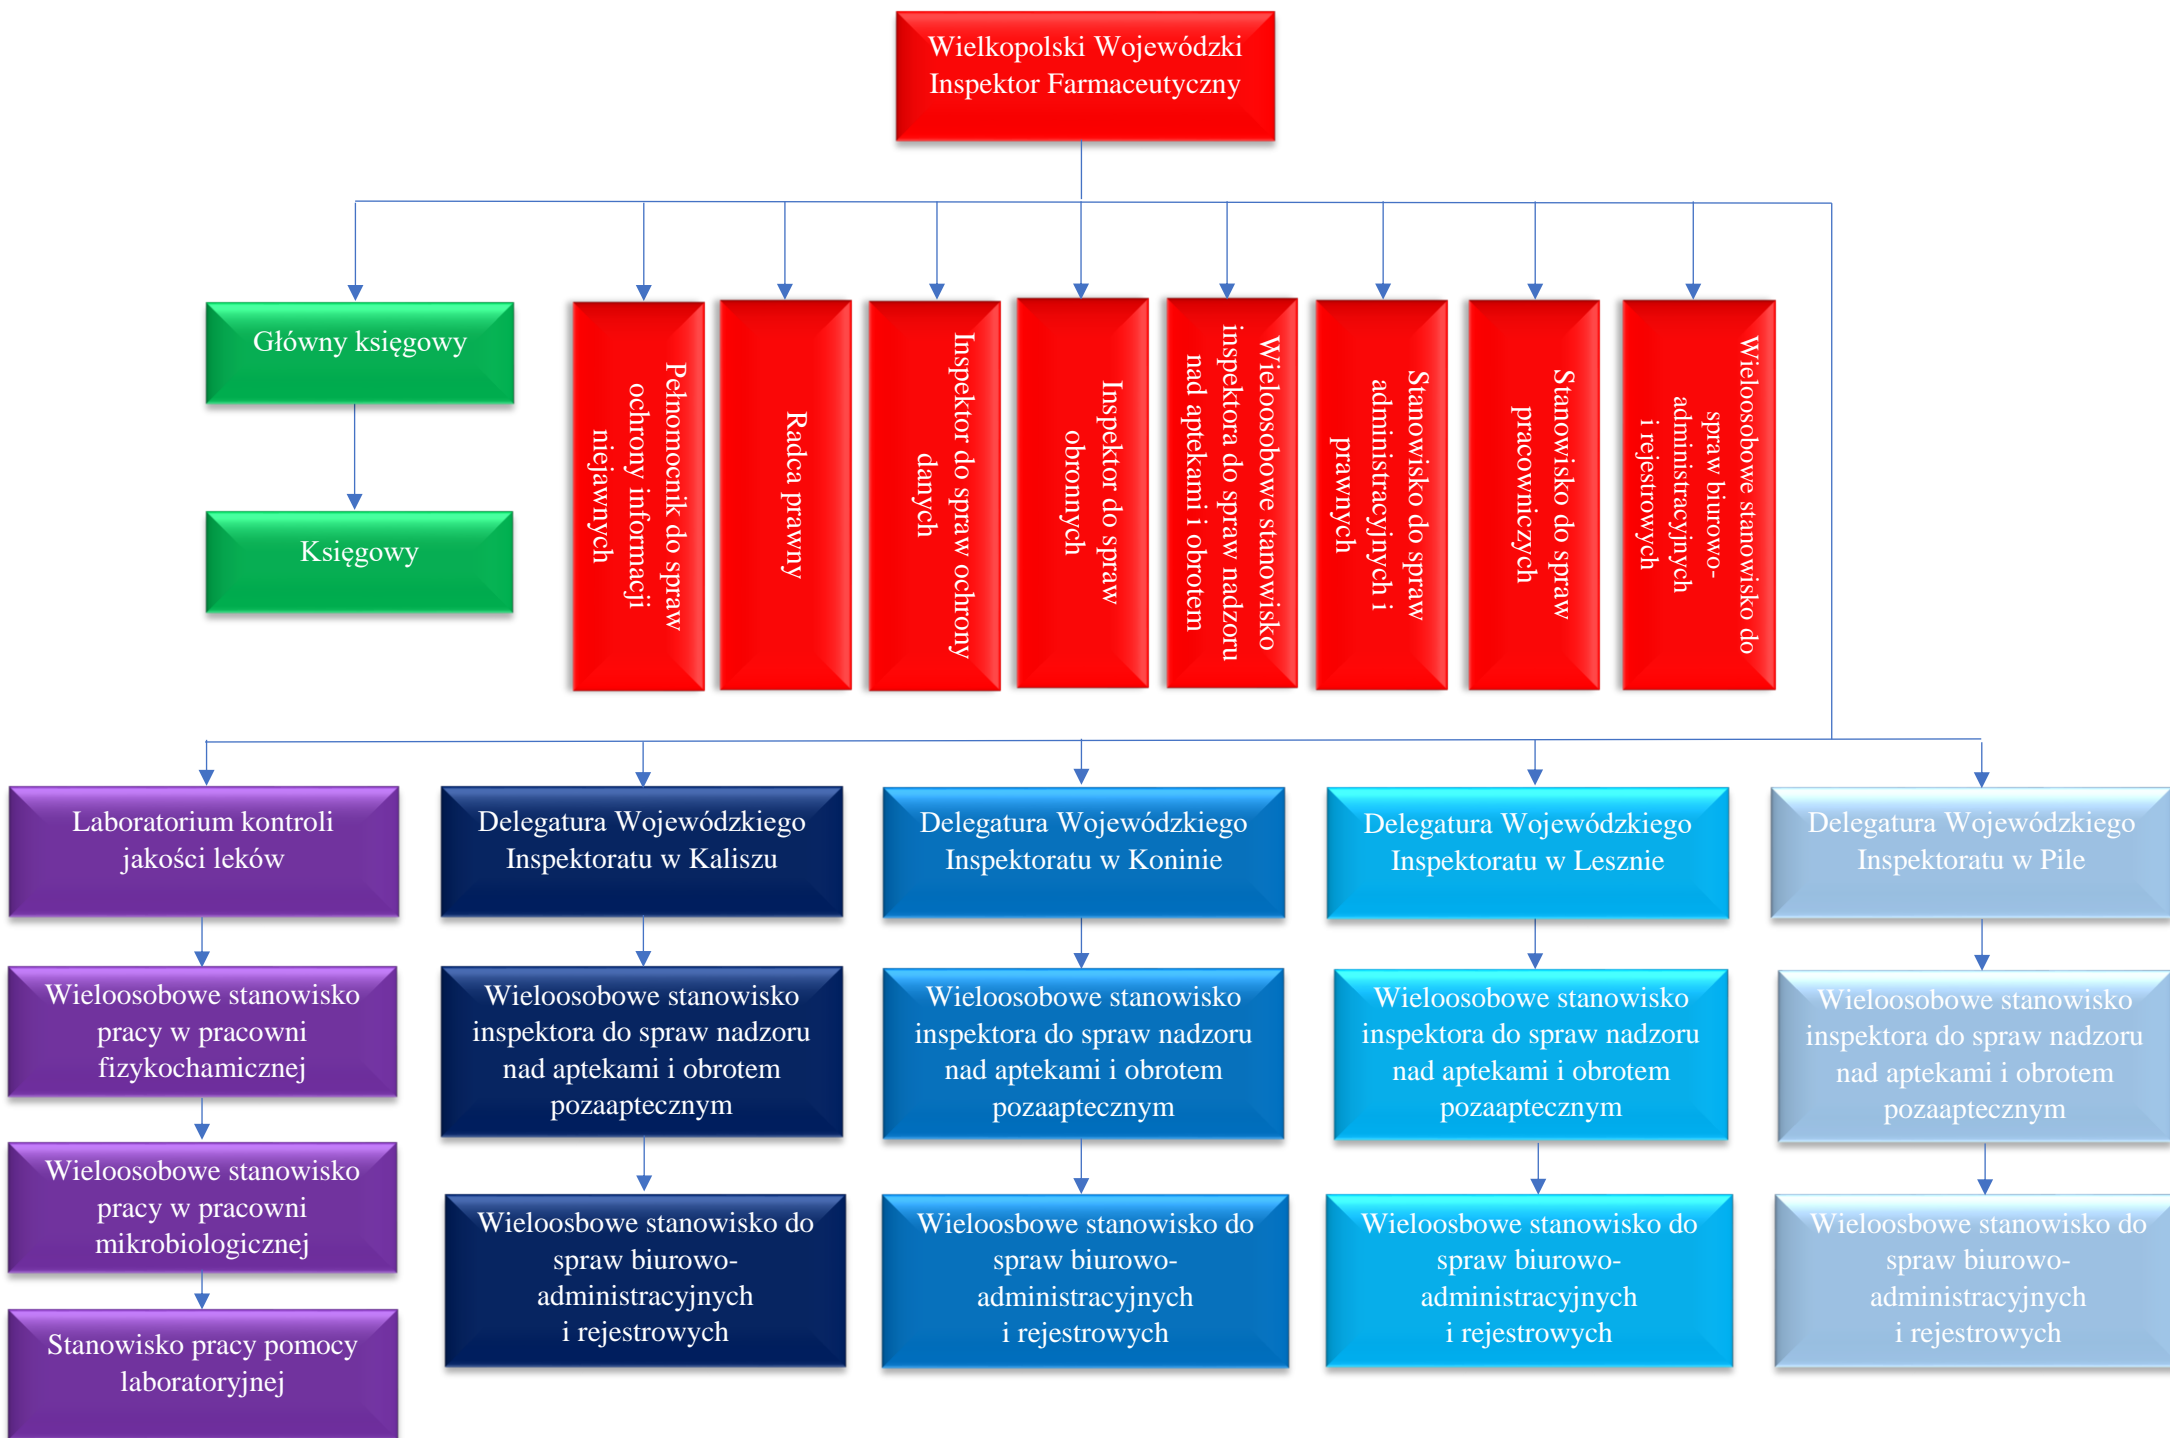 Wielkopolski Wojewódzki
Inspektor Farmaceutyczny
Główny księgowy
Księgowy
Pełnomocnik do spraw
ochrony informacji
niejawnych
Radca prawny
Inspektor do spraw ochrony
danych
Inspektor do spraw
obronnych
Wieloosobowe stanowisko
inspektora do spraw nadzoru
nad aptekami i obrotem
Stanowisko do spraw
administracyjnych i
prawnych
Stanowisko do spraw
pracowniczych
Wieloosobowe stanowisko do
spraw biurowo-
administracyjnych
i rejestrowych
Laboratorium kontroli
jakości leków
Wieloosobowe stanowisko
pracy w pracowni
fizykochamicznej
Wieloosobowe stanowisko
pracy w pracowni
mikrobiologicznej
Stanowisko pracy pomocy
laboratoryjnej
Delegatura Wojewódzkiego
Inspektoratu w Kaliszu
Wieloosobowe stanowisko
inspektora do spraw nadzoru
nad aptekami i obrotem
pozaaptecznym
Wieloosbowe stanowisko do
spraw biurowo-
administracyjnych
i rejestrowych
Delegatura Wojewódzkiego
Inspektoratu w Koninie
Wieloosobowe stanowisko
inspektora do spraw nadzoru
nad aptekami i obrotem
pozaaptecznym
Wieloosbowe stanowisko do
spraw biurowo-
administracyjnych
i rejestrowych
Delegatura Wojewódzkiego
Inspektoratu w Lesznie
Wieloosobowe stanowisko
inspektora do spraw nadzoru
nad aptekami i obrotem
pozaaptecznym
Wieloosbowe stanowisko do
spraw biurowo-
administracyjnych
i rejestrowych
Delegatura Wojewódzkiego
Inspektoratu w Pile
Wieloosobowe stanowisko
inspektora do spraw nadzoru
nad aptekami i obrotem
pozaaptecznym
Wieloosbowe stanowisko do
spraw biurowo-
administracyjnych
i rejestrowych